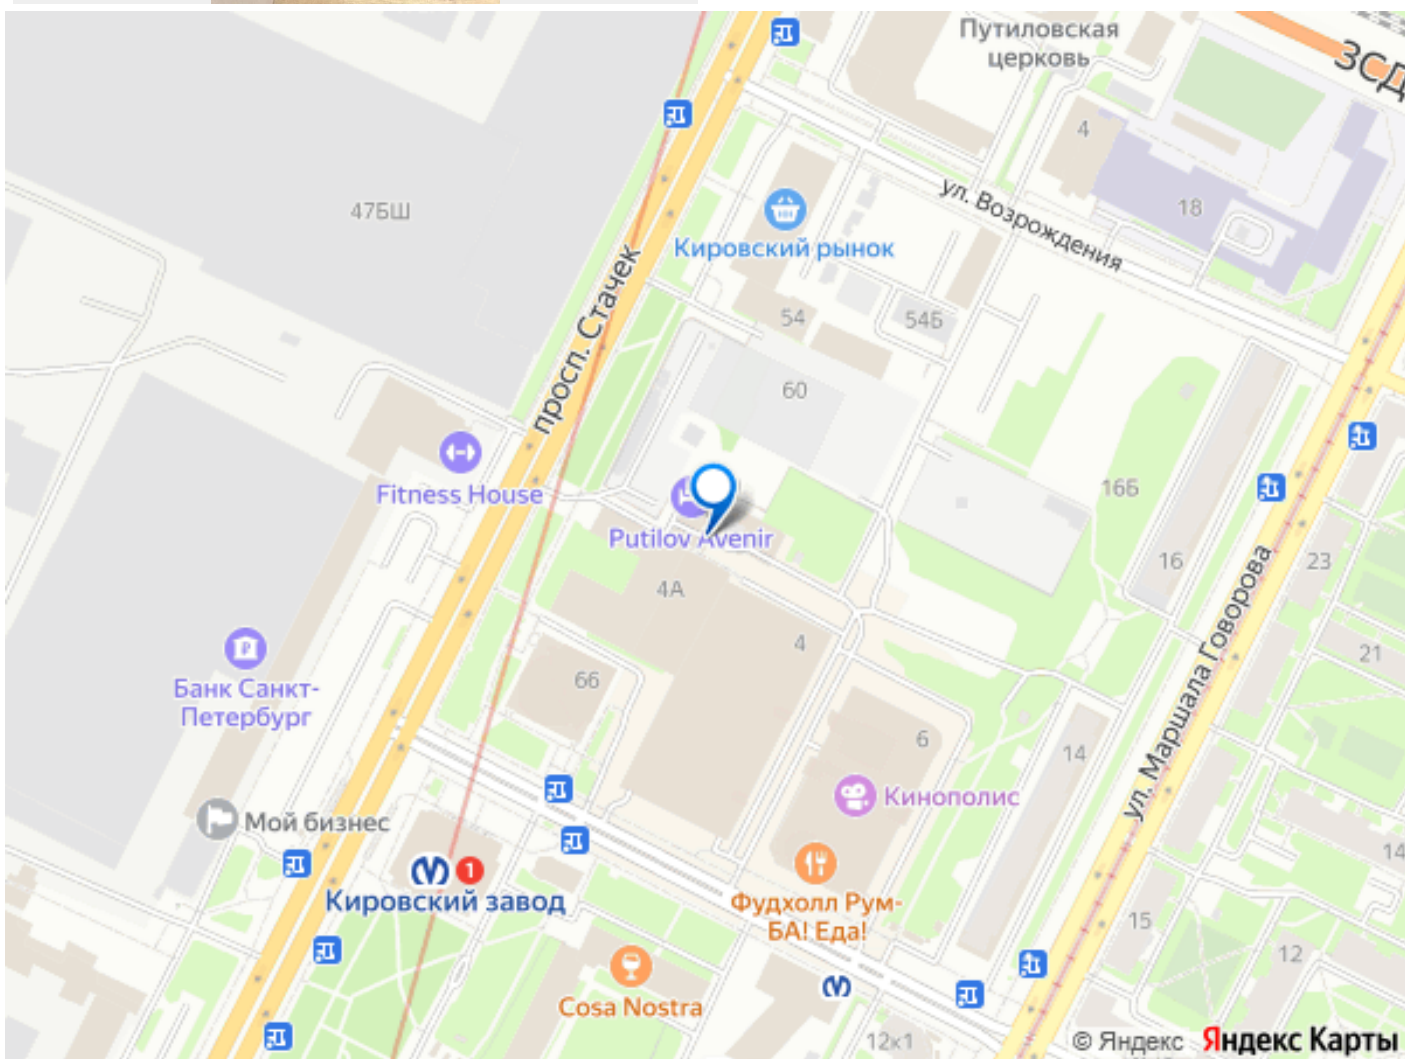 Путиловская
церковь
ЗСД
4
47БШ
18
ул. Возрождения
Кировский рынок
просп. Стачек
54
54Б
60
Fitness House
16Б
Putilov Avenir
16
23
4А
ул. Маршала Говорова
4
21
Банк Санкт-
Петербург
66
6
14
Кинополис
Мой бизнес
14
1
Кировский завод
Фудхолл Рум-
БА! Еда!
15
12
Cosa Nostra
12к1
© Яндекс Яндекс Карты